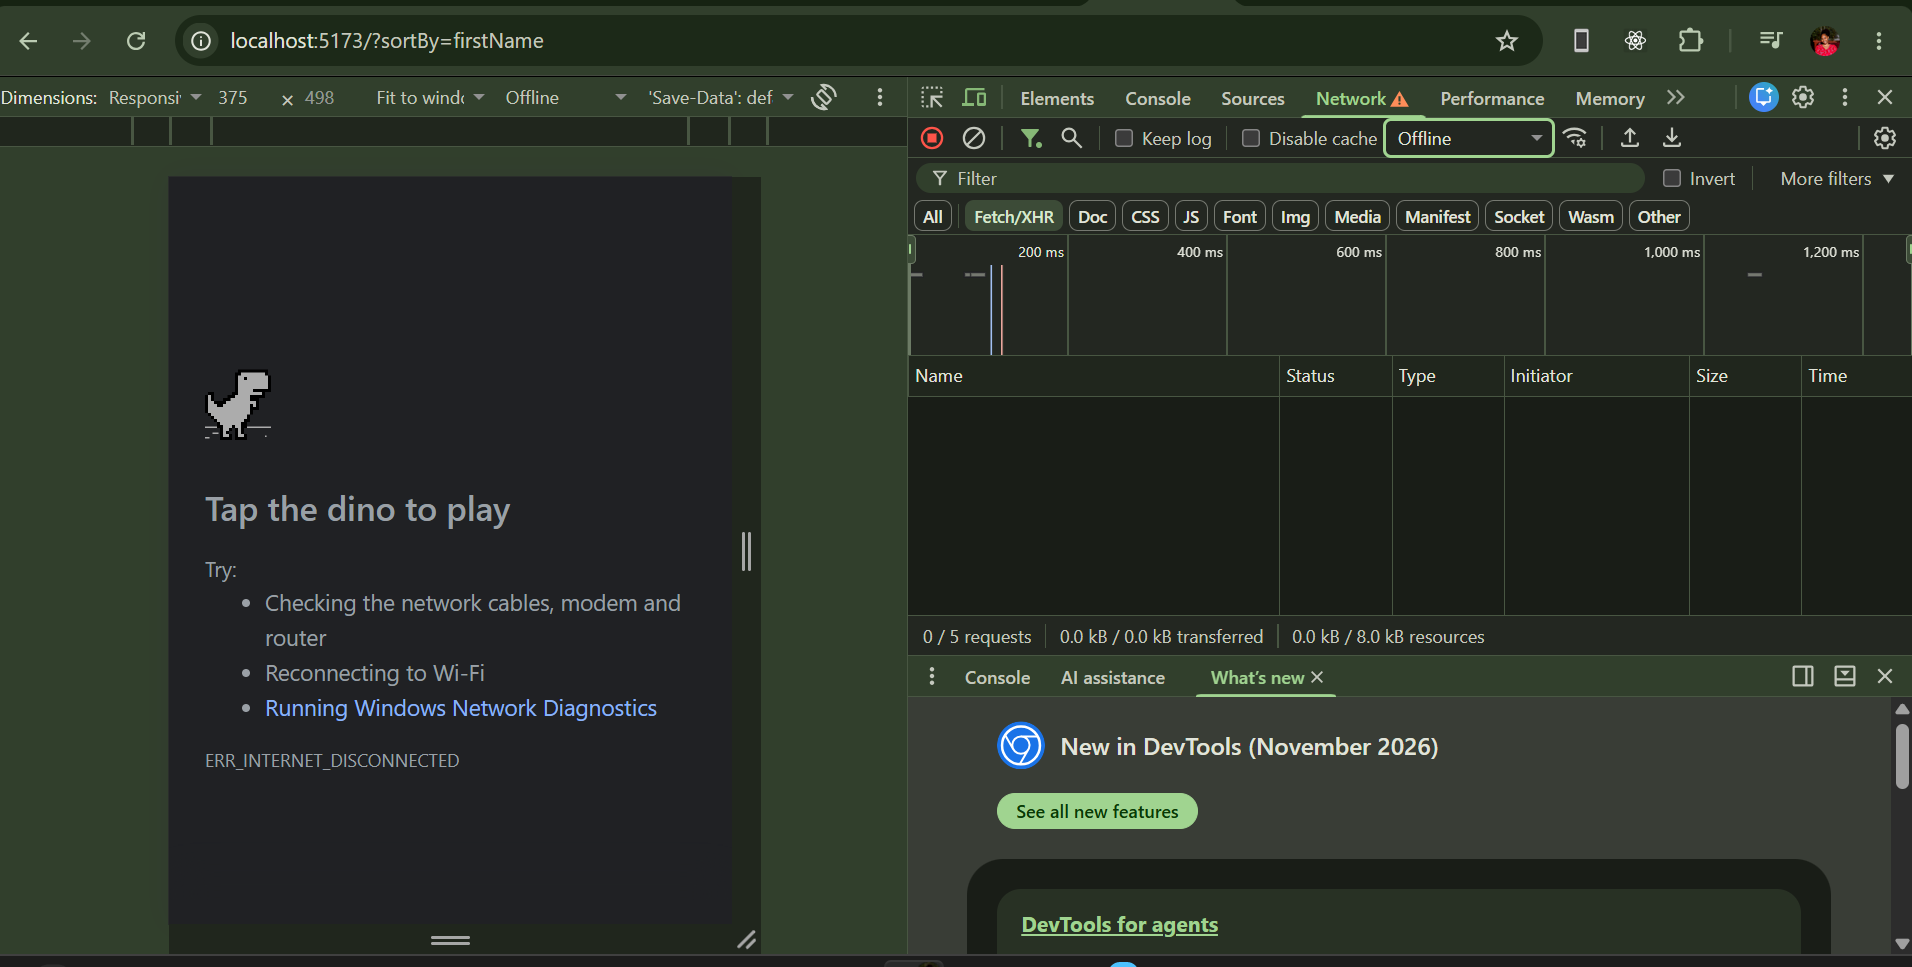 localhost:5173/?sortBy=firstName
Dimensions: Responsi 375 × 498 Fit to windo Offline 'Save-Data': def
Elements Console Sources Network Performance Memory
Keep log Disable cache Offline
Filter Invert More filters
All Fetch/XHR Doc CSS JS Font Img Media Manifest Socket Wasm Other
200 ms 400 ms 600 ms 800 ms 1,000 ms 1,200 ms
Name Status Type Initiator Size Time
0 / 5 requests 0.0 kB / 0.0 kB transferred 0.0 kB / 8.0 kB resources
Console AI assistance What's new
New in DevTools (November 2026)
See all new features
DevTools for agents
Tap the dino to play
Try:
Checking the network cables, modem and
router
Reconnecting to Wi-Fi
Running Windows Network Diagnostics
ERR_INTERNET_DISCONNECTED